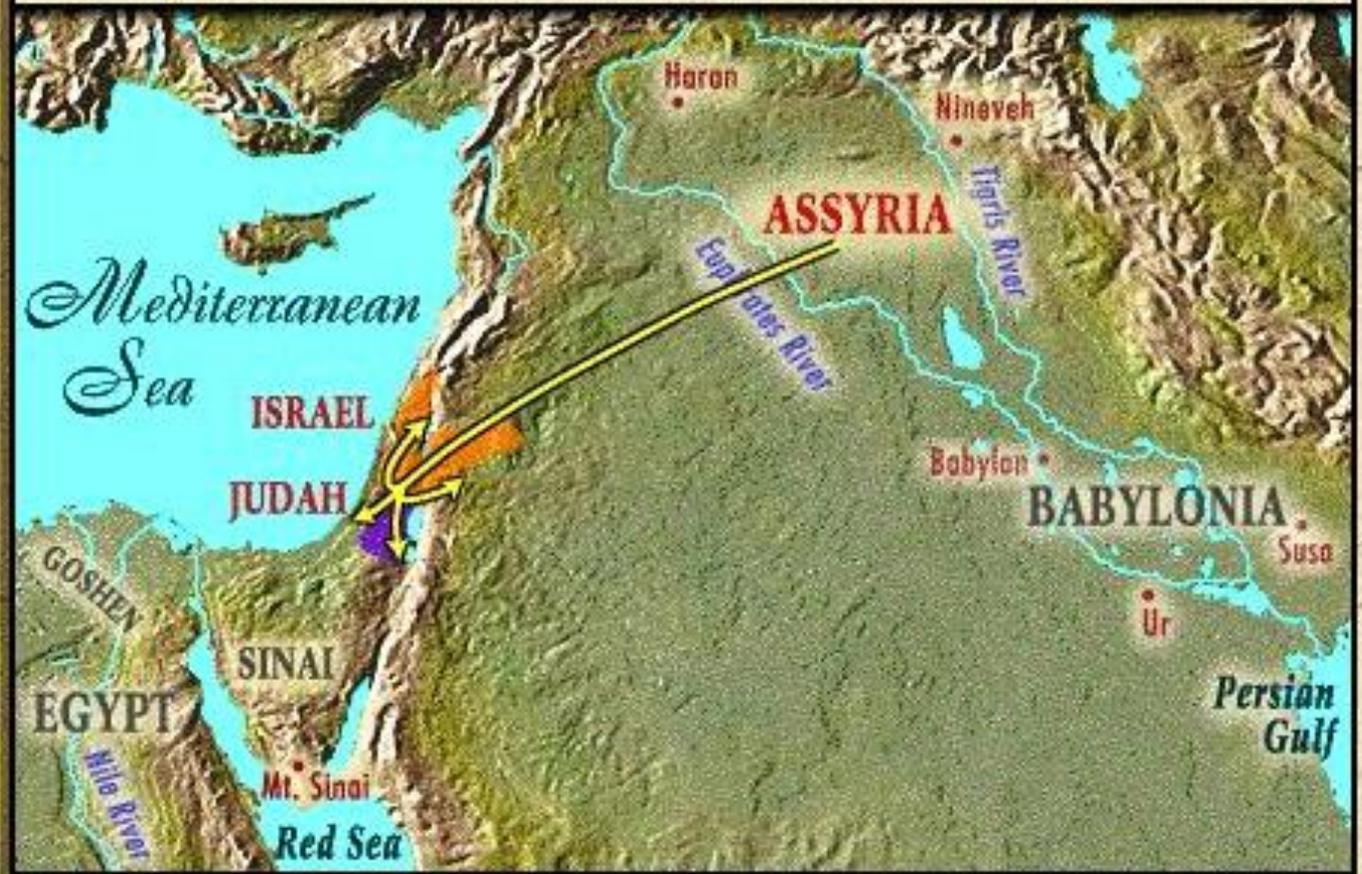 Haran
Nineveh
Tigris River
ASSYRIA
Euphrates River
Mediterranean
Sea
ISRAEL
JUDAH
Babylon
BABYLONIA
Susa
GOSHEN
Ur
SINAI
EGYPT
Persian
Gulf
Nile River
Mt. Sinai
Red Sea